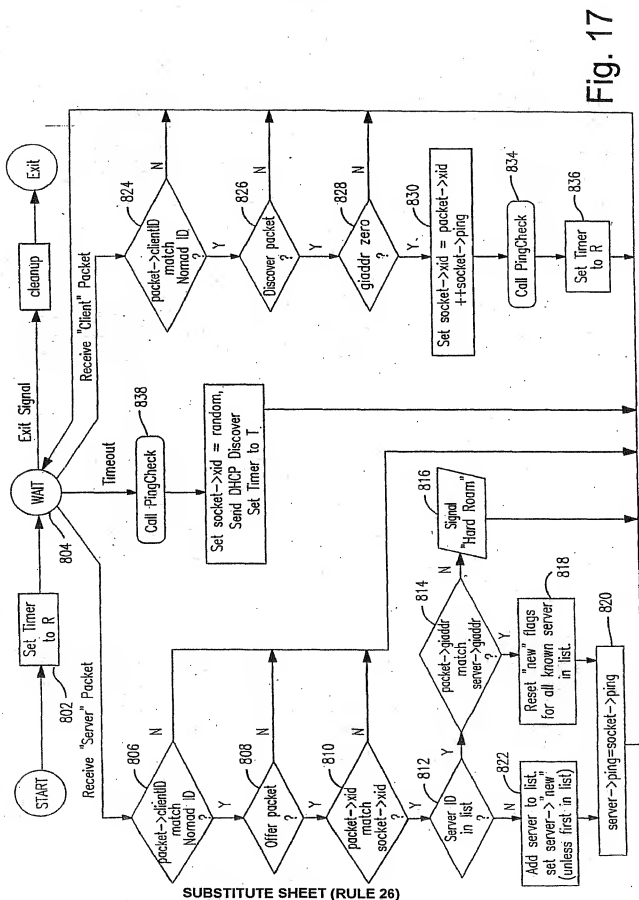 START
802
Set Timer
to R
WAIT
804
Exit Signal
cleanup
Exit
Receive "Server" Packet
Timeout
Receive "Client" Packet
806
packet->clientID
match
Nomad ID
?
N
Y
808
Offer packet
?
N
Y
810
packet->xid
match
socket->xid
?
N
Y
812
Server ID
in list
?
Y
N
814
packet->giaddr
match
server->giaddr
?
N
Y
816
Signal
"Hard Roam"
818
Reset "new" flags
for all known server
in list.
822
Add server to list.
set server->"new"
(unless first in list)
820
server->ping=socket->ping
838
Call PingCheck
Set socket->xid = random,
Send DHCP Discover
Set Timer to T
824
packet->clientID
match
Nomad ID
?
N
Y
826
Discover packet
?
N
Y
828
giaddr zero
?
N
Y
830
Set socket->xid = packet->xid
++socket->ping
834
Call PingCheck
836
Set Timer
to R
Fig. 17
SUBSTITUTE SHEET (RULE 26)